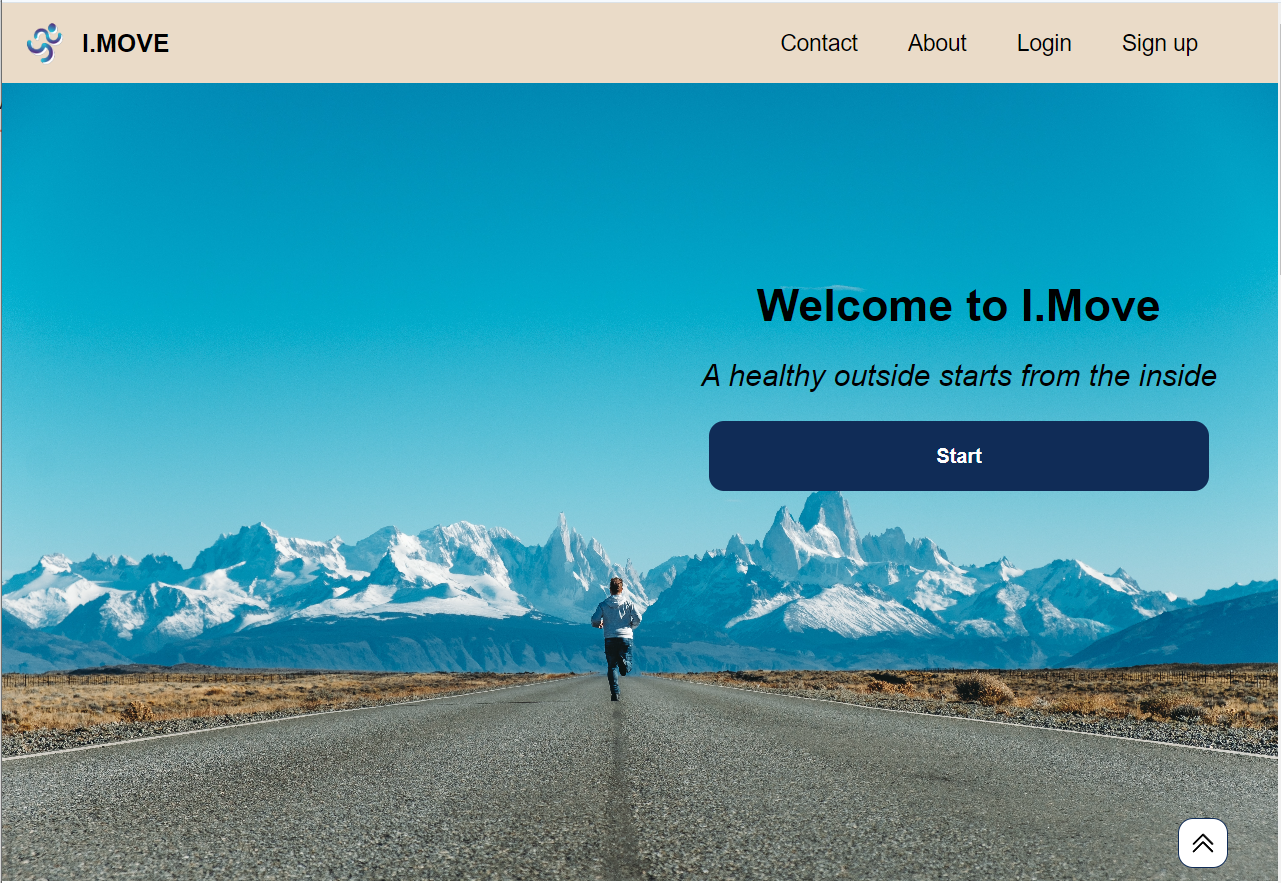 I.MOVE
Contact About Login Sign up
Welcome to I.Move
A healthy outside starts from the inside
Start